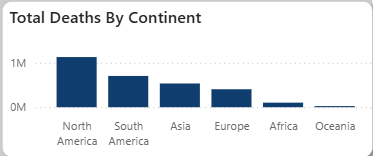 Total Deaths By Continent
1M
0M
North America
South America
Asia
Europe
Africa
Oceania